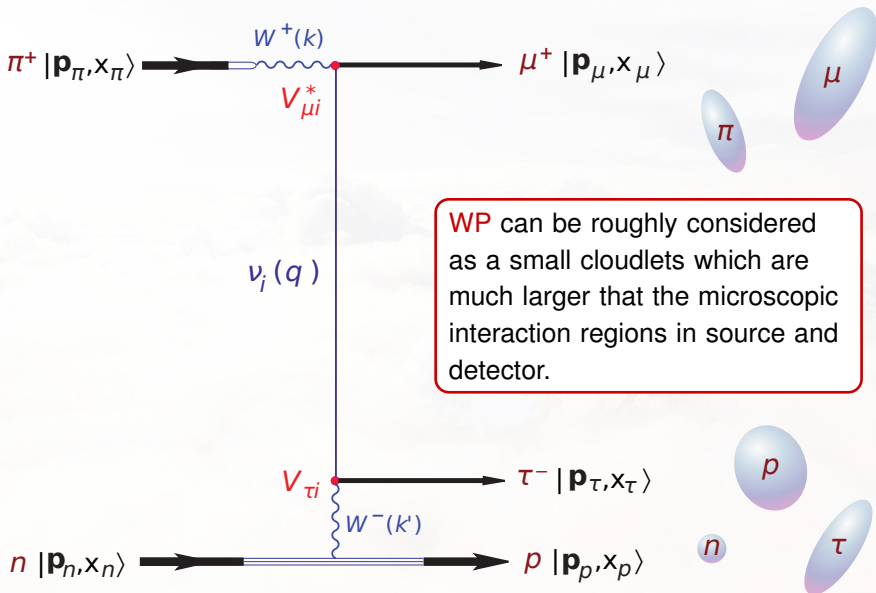 W⁺(k)
π⁺ |p_π,x_π⟩
μ⁺ |p_μ,x_μ⟩
μ
V*_μi
π
WP can be roughly considered
as a small cloudlets which are
much larger that the microscopic
interaction regions in source and
detector.
ν_i(q)
p
V_τi
τ⁻ |p_τ,x_τ⟩
W⁻(k')
n |p_n,x_n⟩
p |p_p,x_p⟩
n
τ